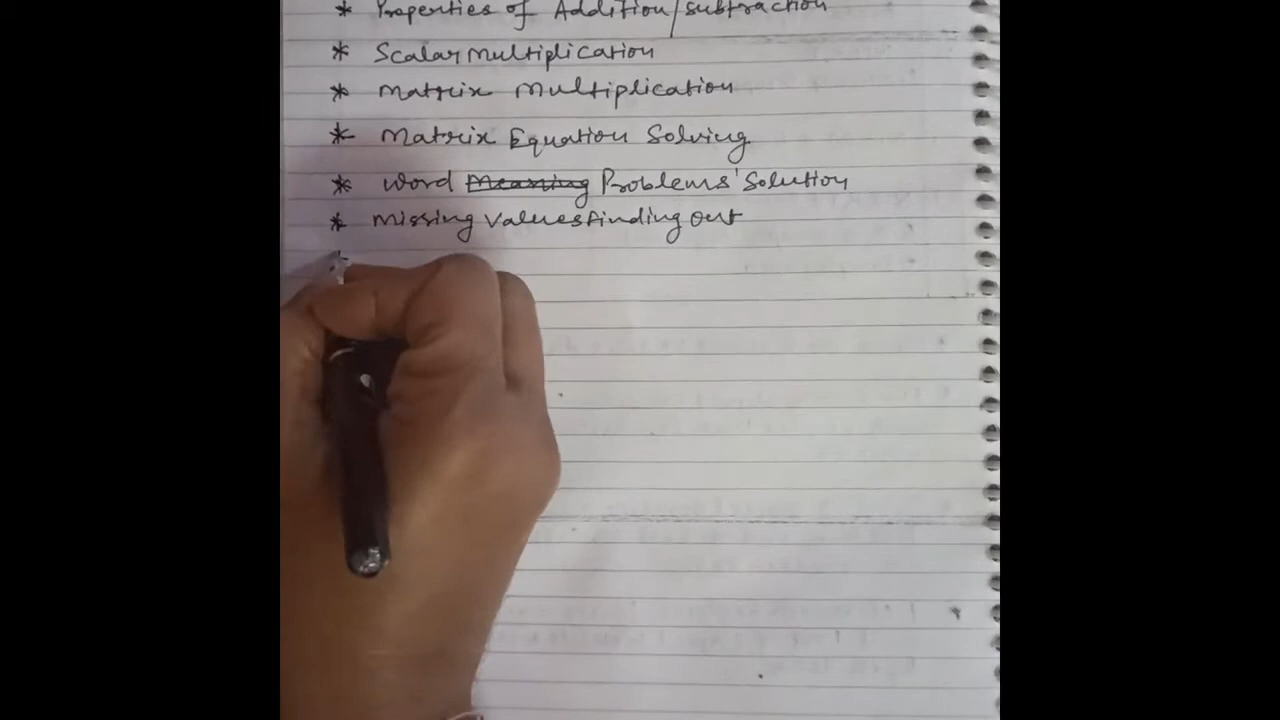 * Properties of Addition/subtraction
* Scalar multiplication
* Matrix Multiplication
* Matrix Equation Solving
* Word Meaning Problems' Solution
* Missing values finding out